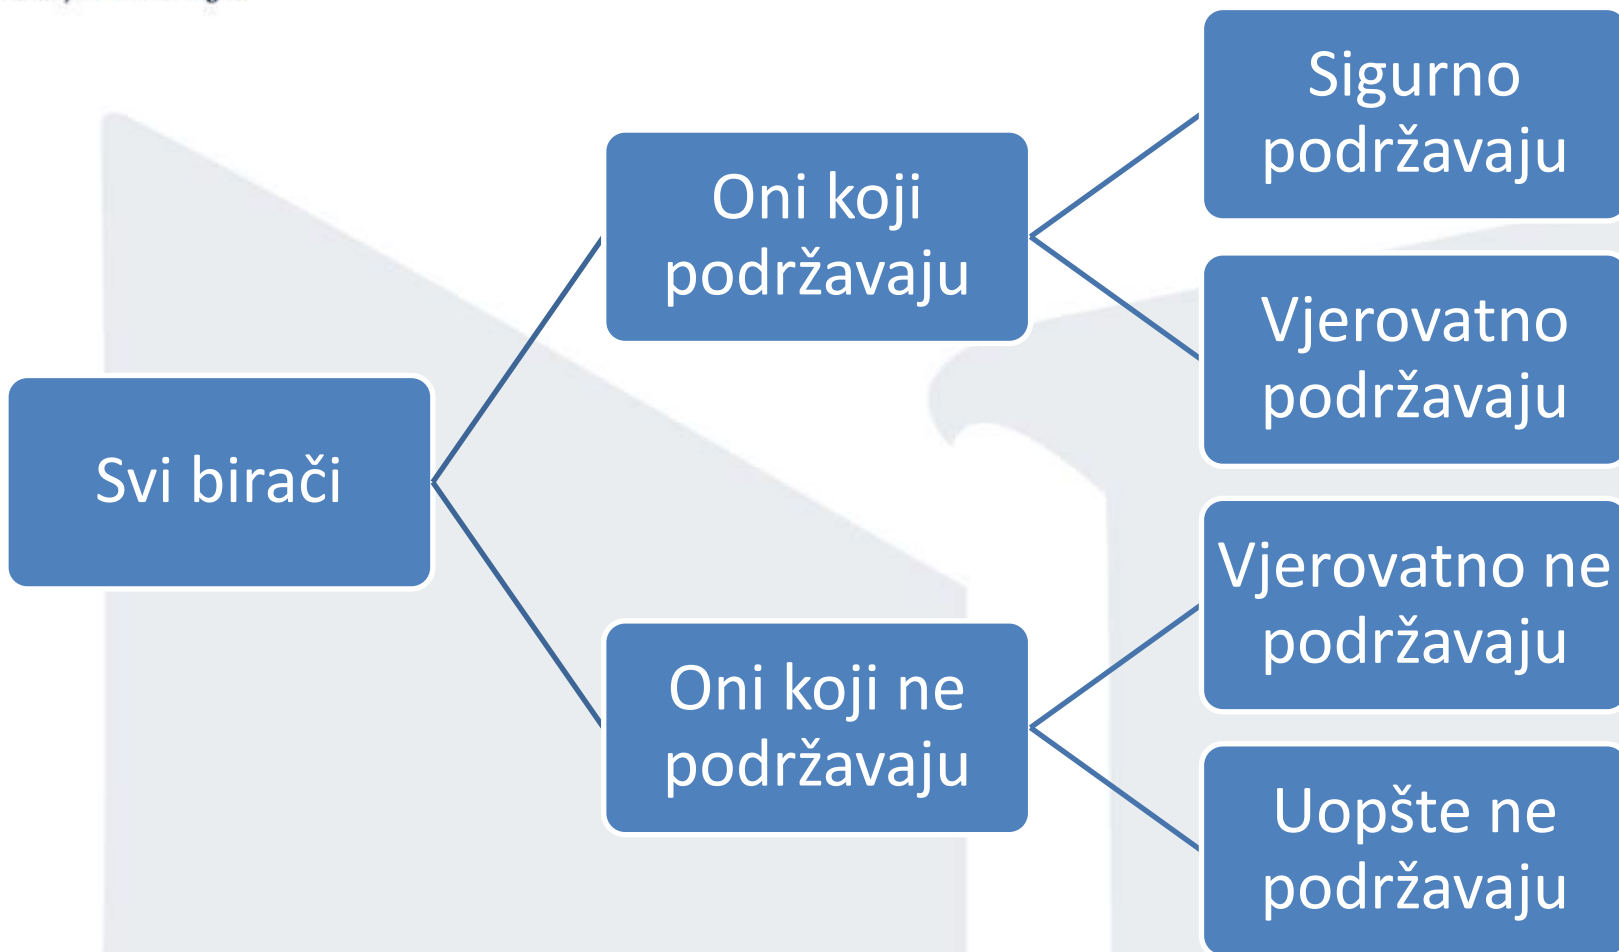 Sigurno
podržavaju
Oni koji
podržavaju
Vjerovatno
podržavaju
Svi birači
Vjerovatno ne
podržavaju
Oni koji ne
podržavaju
Uopšte ne
podržavaju